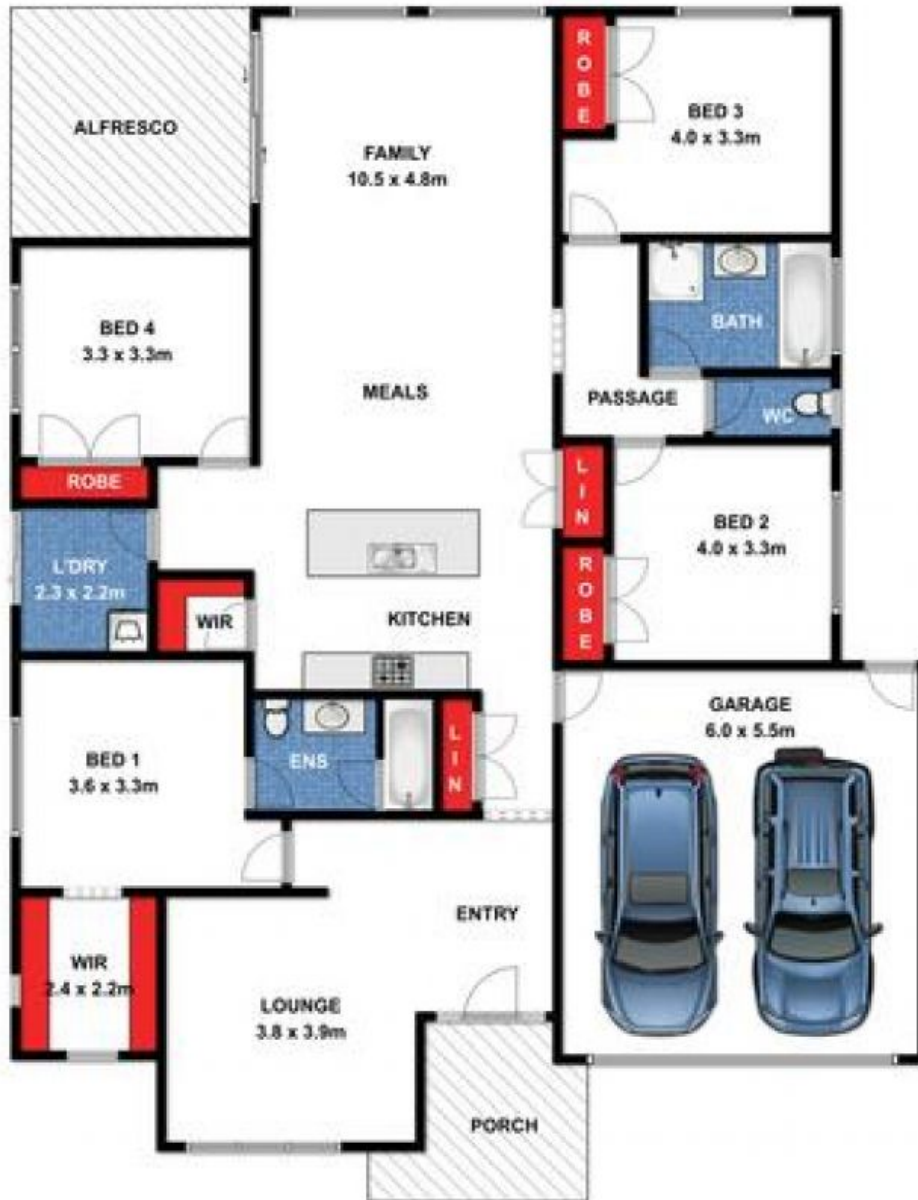 ALFRESCO
FAMILY
10.5 x 4.8m
ROBE
BED 3
4.0 x 3.3m
BED 4
3.3 x 3.3m
MEALS
BATH
PASSAGE
WC
ROBE
LIN
BED 2
4.0 x 3.3m
L'DRY
2.3 x 2.2m
WIR
KITCHEN
ROBE
GARAGE
6.0 x 5.5m
BED 1
3.6 x 3.3m
ENS
LIN
ENTRY
WIR
2.4 x 2.2m
LOUNGE
3.8 x 3.9m
PORCH